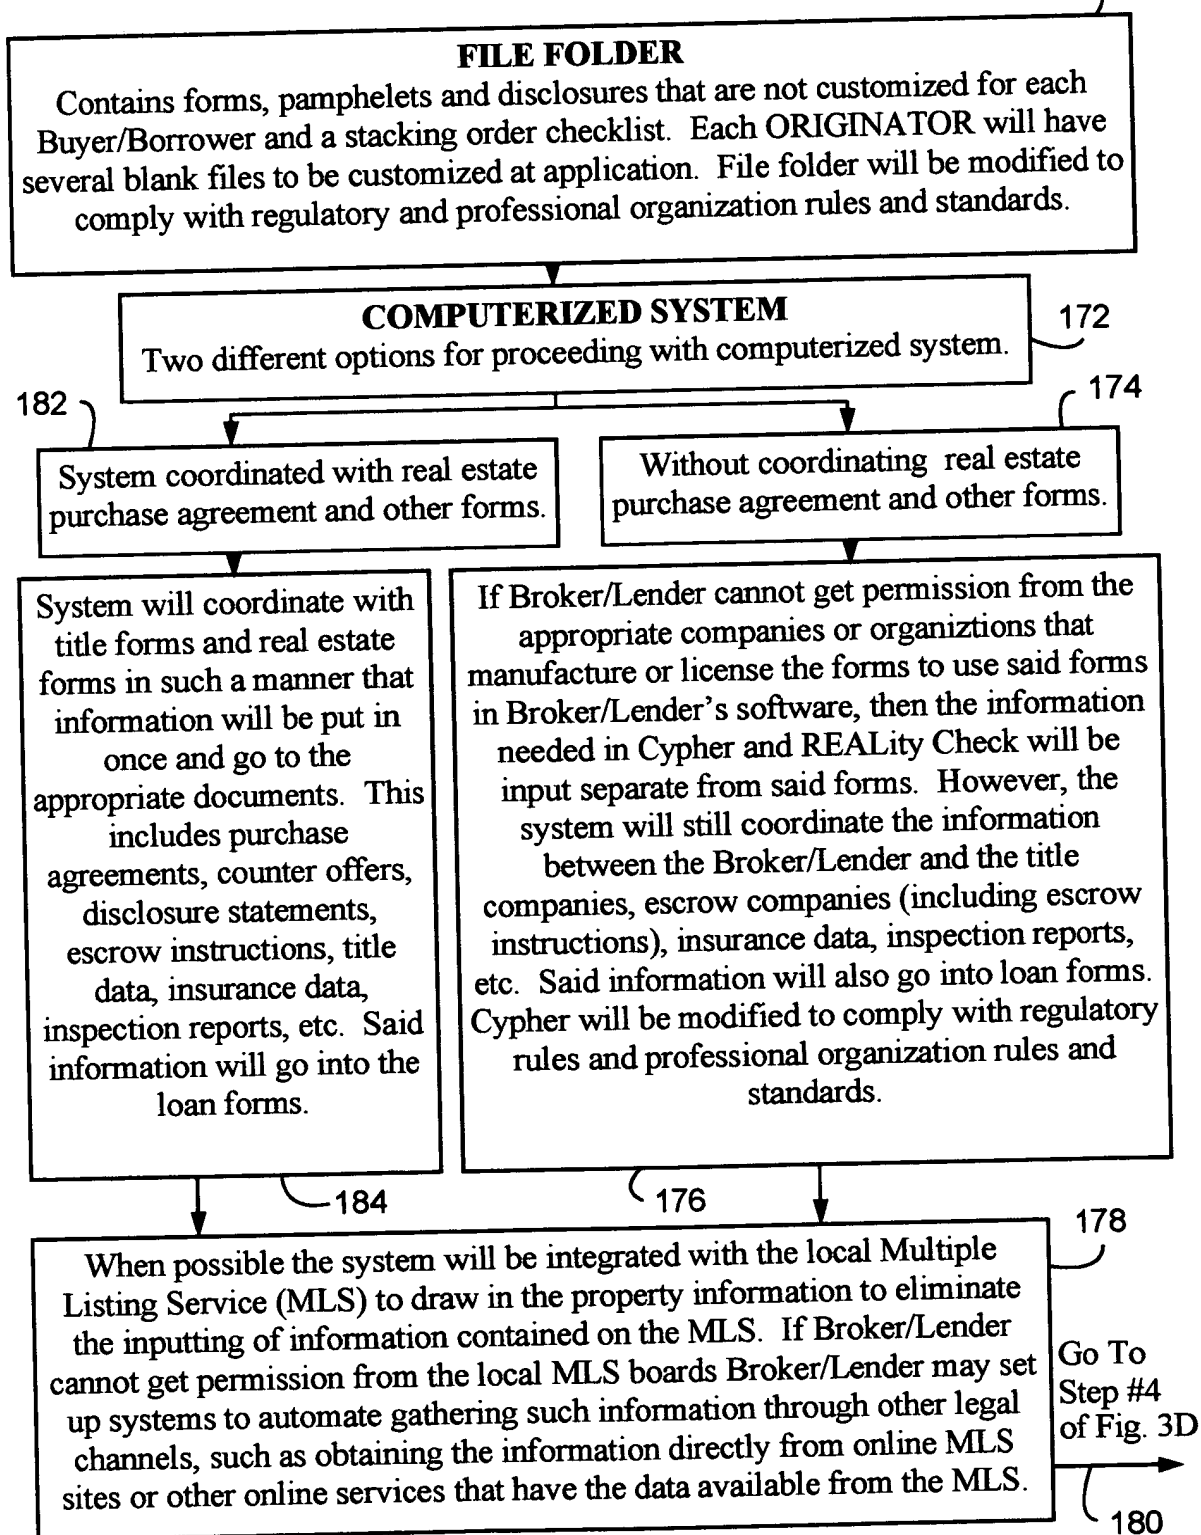 FILE FOLDER
Contains forms, pamphelets and disclosures that are not customized for each
Buyer/Borrower and a stacking order checklist. Each ORIGINATOR will have
several blank files to be customized at application. File folder will be modified to
comply with regulatory and professional organization rules and standards.
COMPUTERIZED SYSTEM
Two different options for proceeding with computerized system.
172
182
174
System coordinated with real estate
purchase agreement and other forms.
Without coordinating real estate
purchase agreement and other forms.
System will coordinate with
title forms and real estate
forms in such a manner that
information will be put in
once and go to the
appropriate documents. This
includes purchase
agreements, counter offers,
disclosure statements,
escrow instructions, title
data, insurance data,
inspection reports, etc. Said
information will go into the
loan forms.
184
If Broker/Lender cannot get permission from the
appropriate companies or organiztions that
manufacture or license the forms to use said forms
in Broker/Lender's software, then the information
needed in Cypher and REALity Check will be
input separate from said forms. However, the
system will still coordinate the information
between the Broker/Lender and the title
companies, escrow companies (including escrow
instructions), insurance data, inspection reports,
etc. Said information will also go into loan forms.
Cypher will be modified to comply with regulatory
rules and professional organization rules and
standards.
176
178
When possible the system will be integrated with the local Multiple
Listing Service (MLS) to draw in the property information to eliminate
the inputting of information contained on the MLS. If Broker/Lender
cannot get permission from the local MLS boards Broker/Lender may set
up systems to automate gathering such information through other legal
channels, such as obtaining the information directly from online MLS
sites or other online services that have the data available from the MLS.
Go To
Step #4
of Fig. 3D
180